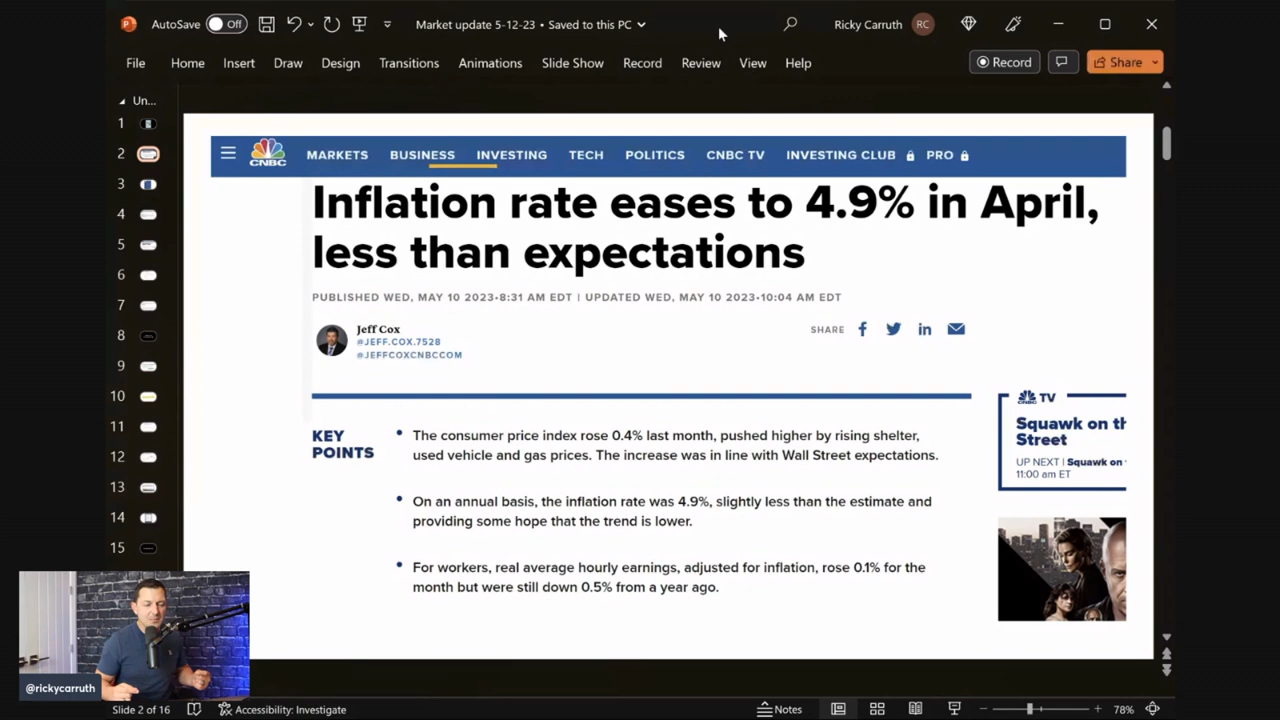 AutoSave Off Market update 5-12-23 • Saved to this PC Ricky Carruth RC
File Home Insert Draw Design Transitions Animations Slide Show Record Review View Help Record Share
Un...
1
2
3
4
5
6
7
8
9
10
11
12
13
14
15
CNBC MARKETS BUSINESS INVESTING TECH POLITICS CNBC TV INVESTING CLUB PRO
Inflation rate eases to 4.9% in April,
less than expectations
PUBLISHED WED, MAY 10 2023•8:31 AM EDT | UPDATED WED, MAY 10 2023•10:04 AM EDT
Jeff Cox
@JEFF.COX.7528
@JEFFCOXCNBCCOM
SHARE
KEY
POINTS
• The consumer price index rose 0.4% last month, pushed higher by rising shelter,
used vehicle and gas prices. The increase was in line with Wall Street expectations.
• On an annual basis, the inflation rate was 4.9%, slightly less than the estimate and
providing some hope that the trend is lower.
• For workers, real average hourly earnings, adjusted for inflation, rose 0.1% for the
month but were still down 0.5% from a year ago.
CNBC TV
Squawk on th
Street
UP NEXT | Squawk on
11:00 am ET
@rickycarruth
Slide 2 of 16 Accessibility: Investigate Notes 78%